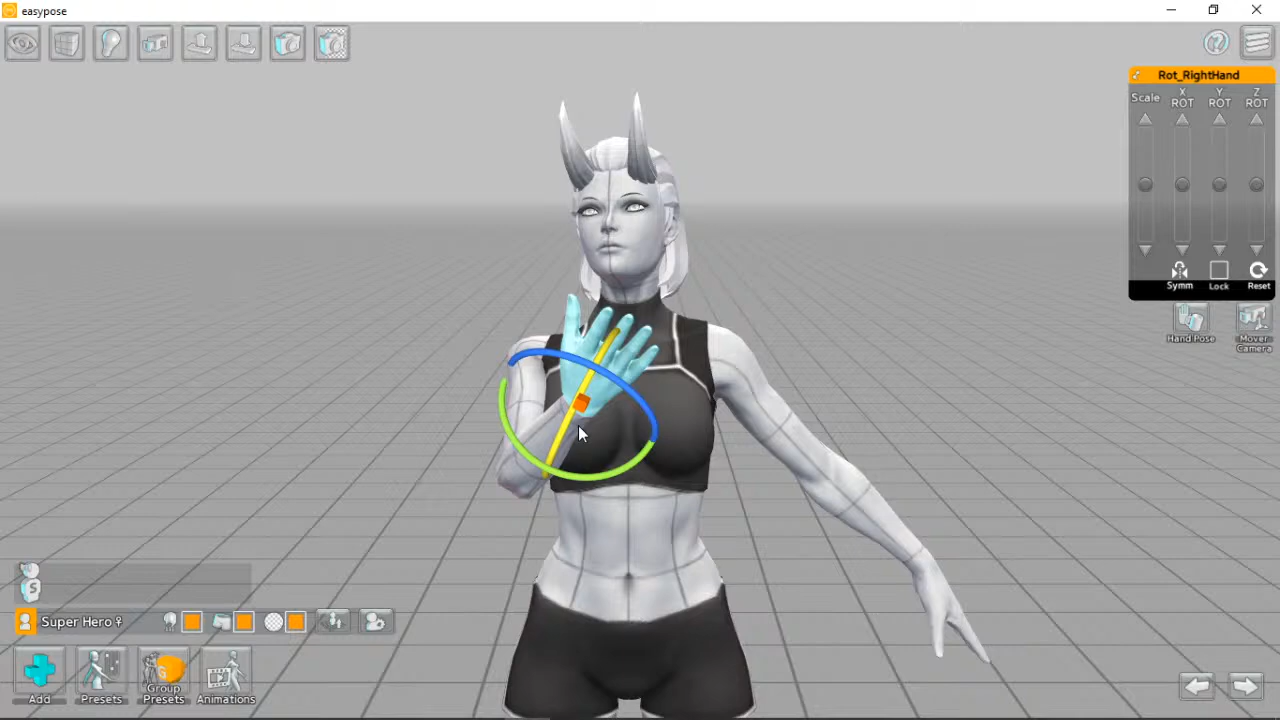 easypose
Rot_RightHand
Scale
X ROT
Y ROT
Z ROT
Symm
Lock
Reset
Hand Pose
Mover Camera
S
Super Hero♀
G
Add
Presets
Group Presets
Animations